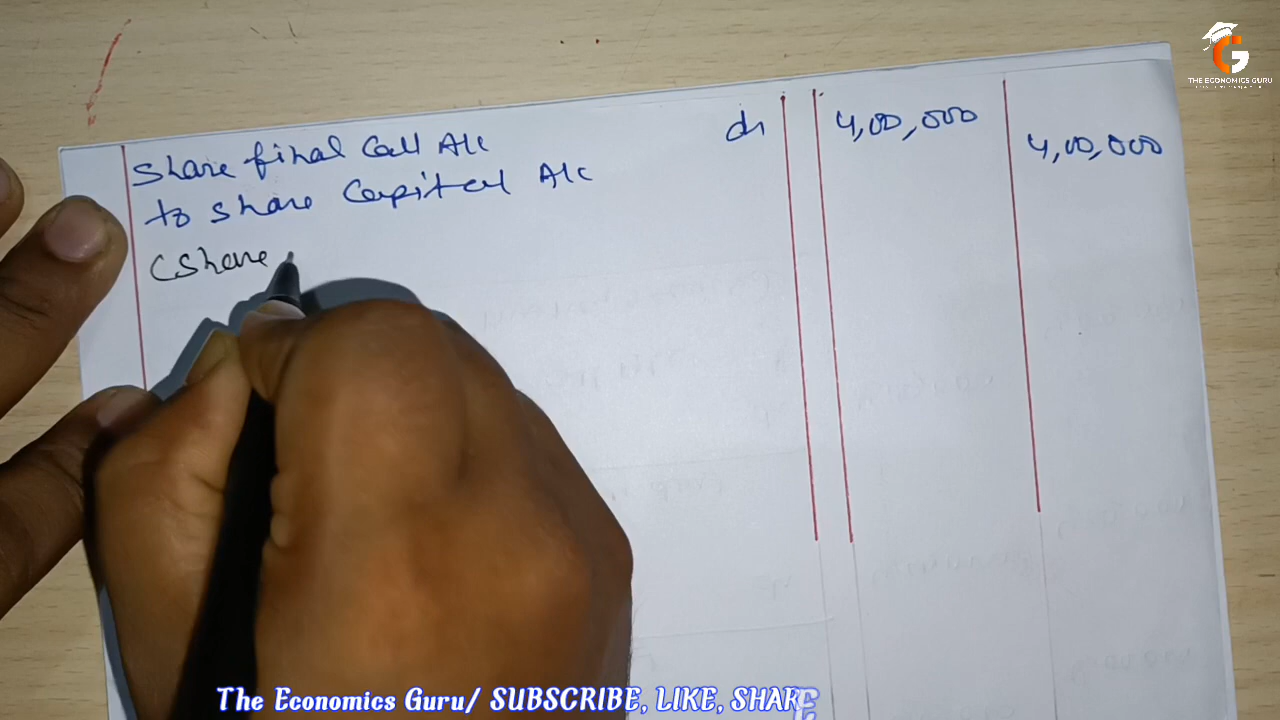 Share final Call A/c dr 4,00,000
to share Capital A/c 4,00,000
(Share
THE ECONOMICS GURU
The Economics Guru/ SUBSCRIBE, LIKE, SHARE